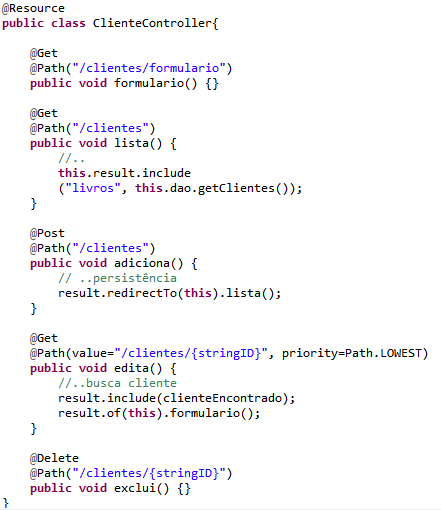 @Resource
public class ClienteController{
@Get
@Path("/clientes/formulario")
public void formulario() {}
@Get
@Path("/clientes")
public void lista() {
//..
this.result.include
("livros", this.dao.getClientes());
}
@Post
@Path("/clientes")
public void adiciona() {
// ..persistência
result.redirectTo(this).lista();
}
@Get
@Path(value="/clientes/{stringID}", priority=Path.LOWEST)
public void edita() {
//..busca cliente
result.include(clienteEncontrado);
result.of(this).formulario();
}
@Delete
@Path("/clientes/{stringID}")
public void exclui() {}
}